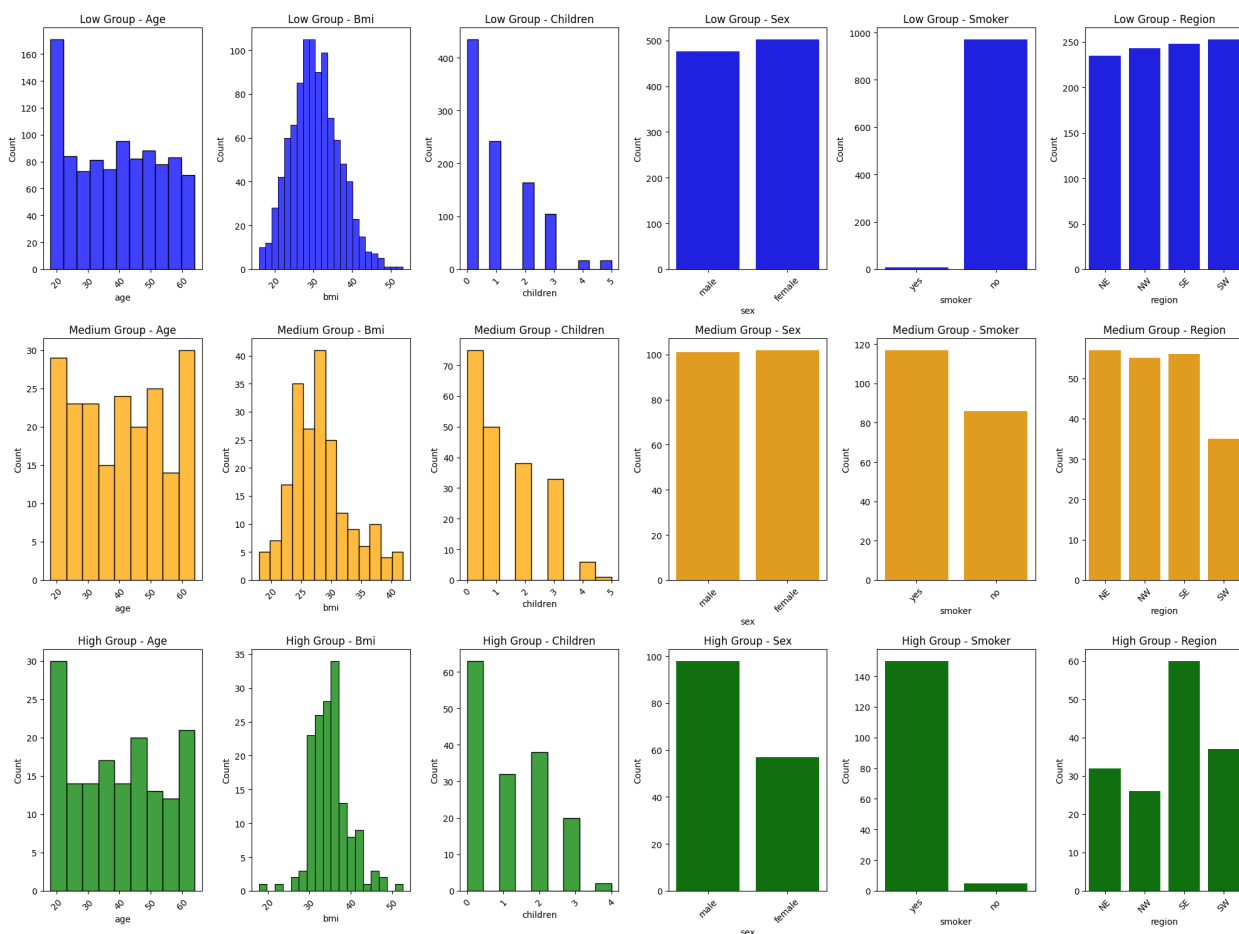 Low Group - Age
Low Group - Bmi
Low Group - Children
Low Group - Sex
Low Group - Smoker
Low Group - Region
Count
160
140
120
100
80
60
40
20
0
20
30
40
50
60
age
Count
100
80
60
40
20
0
20
30
40
50
bmi
Count
400
300
200
100
0
0
1
2
3
4
5
children
Count
500
400
300
200
100
0
male
female
sex
Count
1000
800
600
400
200
0
yes
no
smoker
Count
250
200
150
100
50
0
NE
NW
SE
SW
region
Medium Group - Age
Medium Group - Bmi
Medium Group - Children
Medium Group - Sex
Medium Group - Smoker
Medium Group - Region
Count
30
25
20
15
10
5
0
20
30
40
50
60
age
Count
40
35
30
25
20
15
10
5
0
20
25
30
35
40
bmi
Count
70
60
50
40
30
20
10
0
0
1
2
3
4
5
children
Count
100
80
60
40
20
0
male
female
sex
Count
120
100
80
60
40
20
0
yes
no
smoker
Count
50
40
30
20
10
0
NE
NW
SE
SW
region
High Group - Age
High Group - Bmi
High Group - Children
High Group - Sex
High Group - Smoker
High Group - Region
Count
30
25
20
15
10
5
0
20
30
40
50
60
age
Count
35
30
25
20
15
10
5
0
20
30
40
50
bmi
Count
60
50
40
30
20
10
0
0
1
2
3
4
children
Count
100
80
60
40
20
0
male
female
sex
Count
140
120
100
80
60
40
20
0
yes
no
smoker
Count
60
50
40
30
20
10
0
NE
NW
SE
SW
region